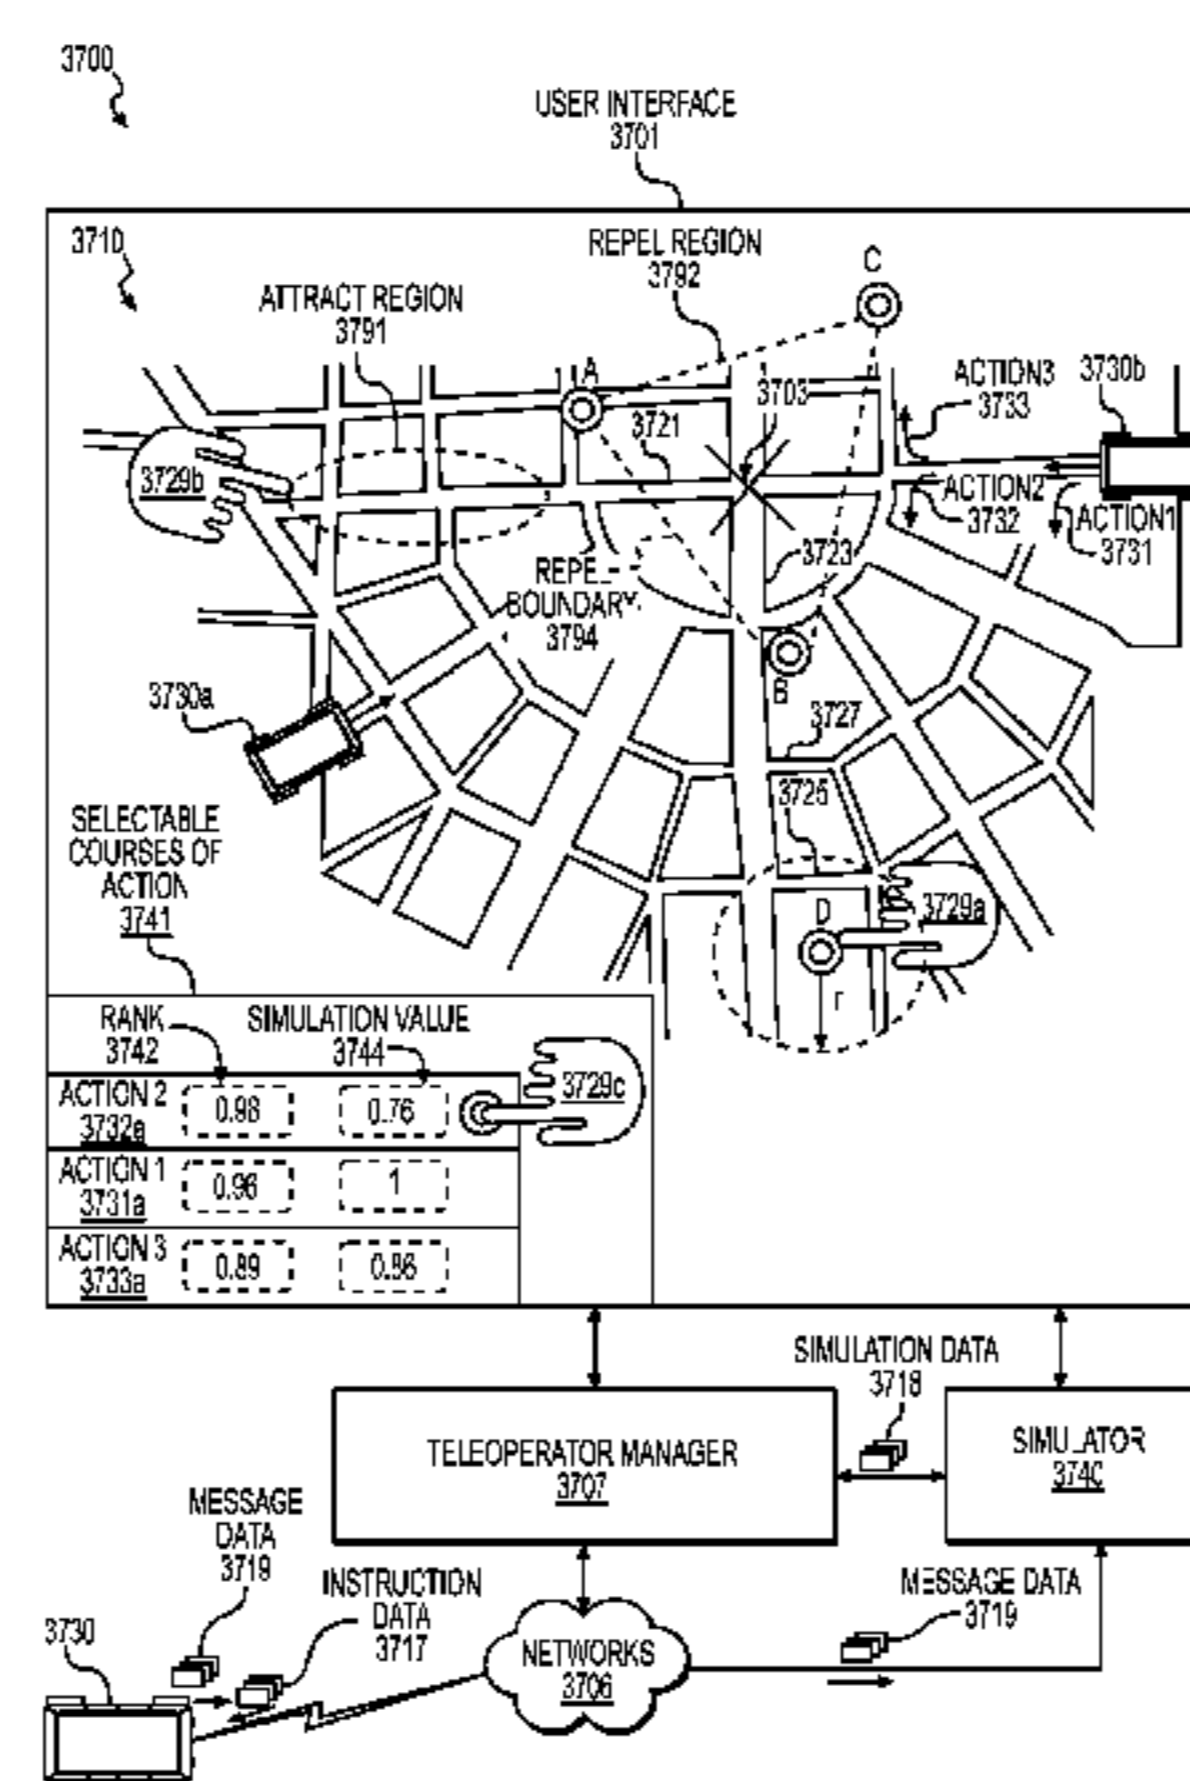 3700
USER INTERFACE
3701
3710
REPEL REGION
3792
C
ATTRACT REGION
3791
A
3703
ACTION3
3733
3730b
3721
3729b
ACTION2
3732
ACTION1
3731
3723
REPEL
BOUNDARY
3794
B
3730a
3727
3725
SELECTABLE
COURSES OF
ACTION
3741
3729a
D
r
RANK
3742
SIMULATION VALUE
3744
3729c
ACTION 2
3732a
0.98
0.76
ACTION 1
3731a
0.96
1
ACTION 3
3733a
0.89
0.86
SIMULATION DATA
3718
TELEOPERATOR MANAGER
3707
SIMULATOR
3740
MESSAGE
DATA
3719
INSTRUCTION
DATA
3717
MESSAGE DATA
3719
3730
NETWORKS
3706